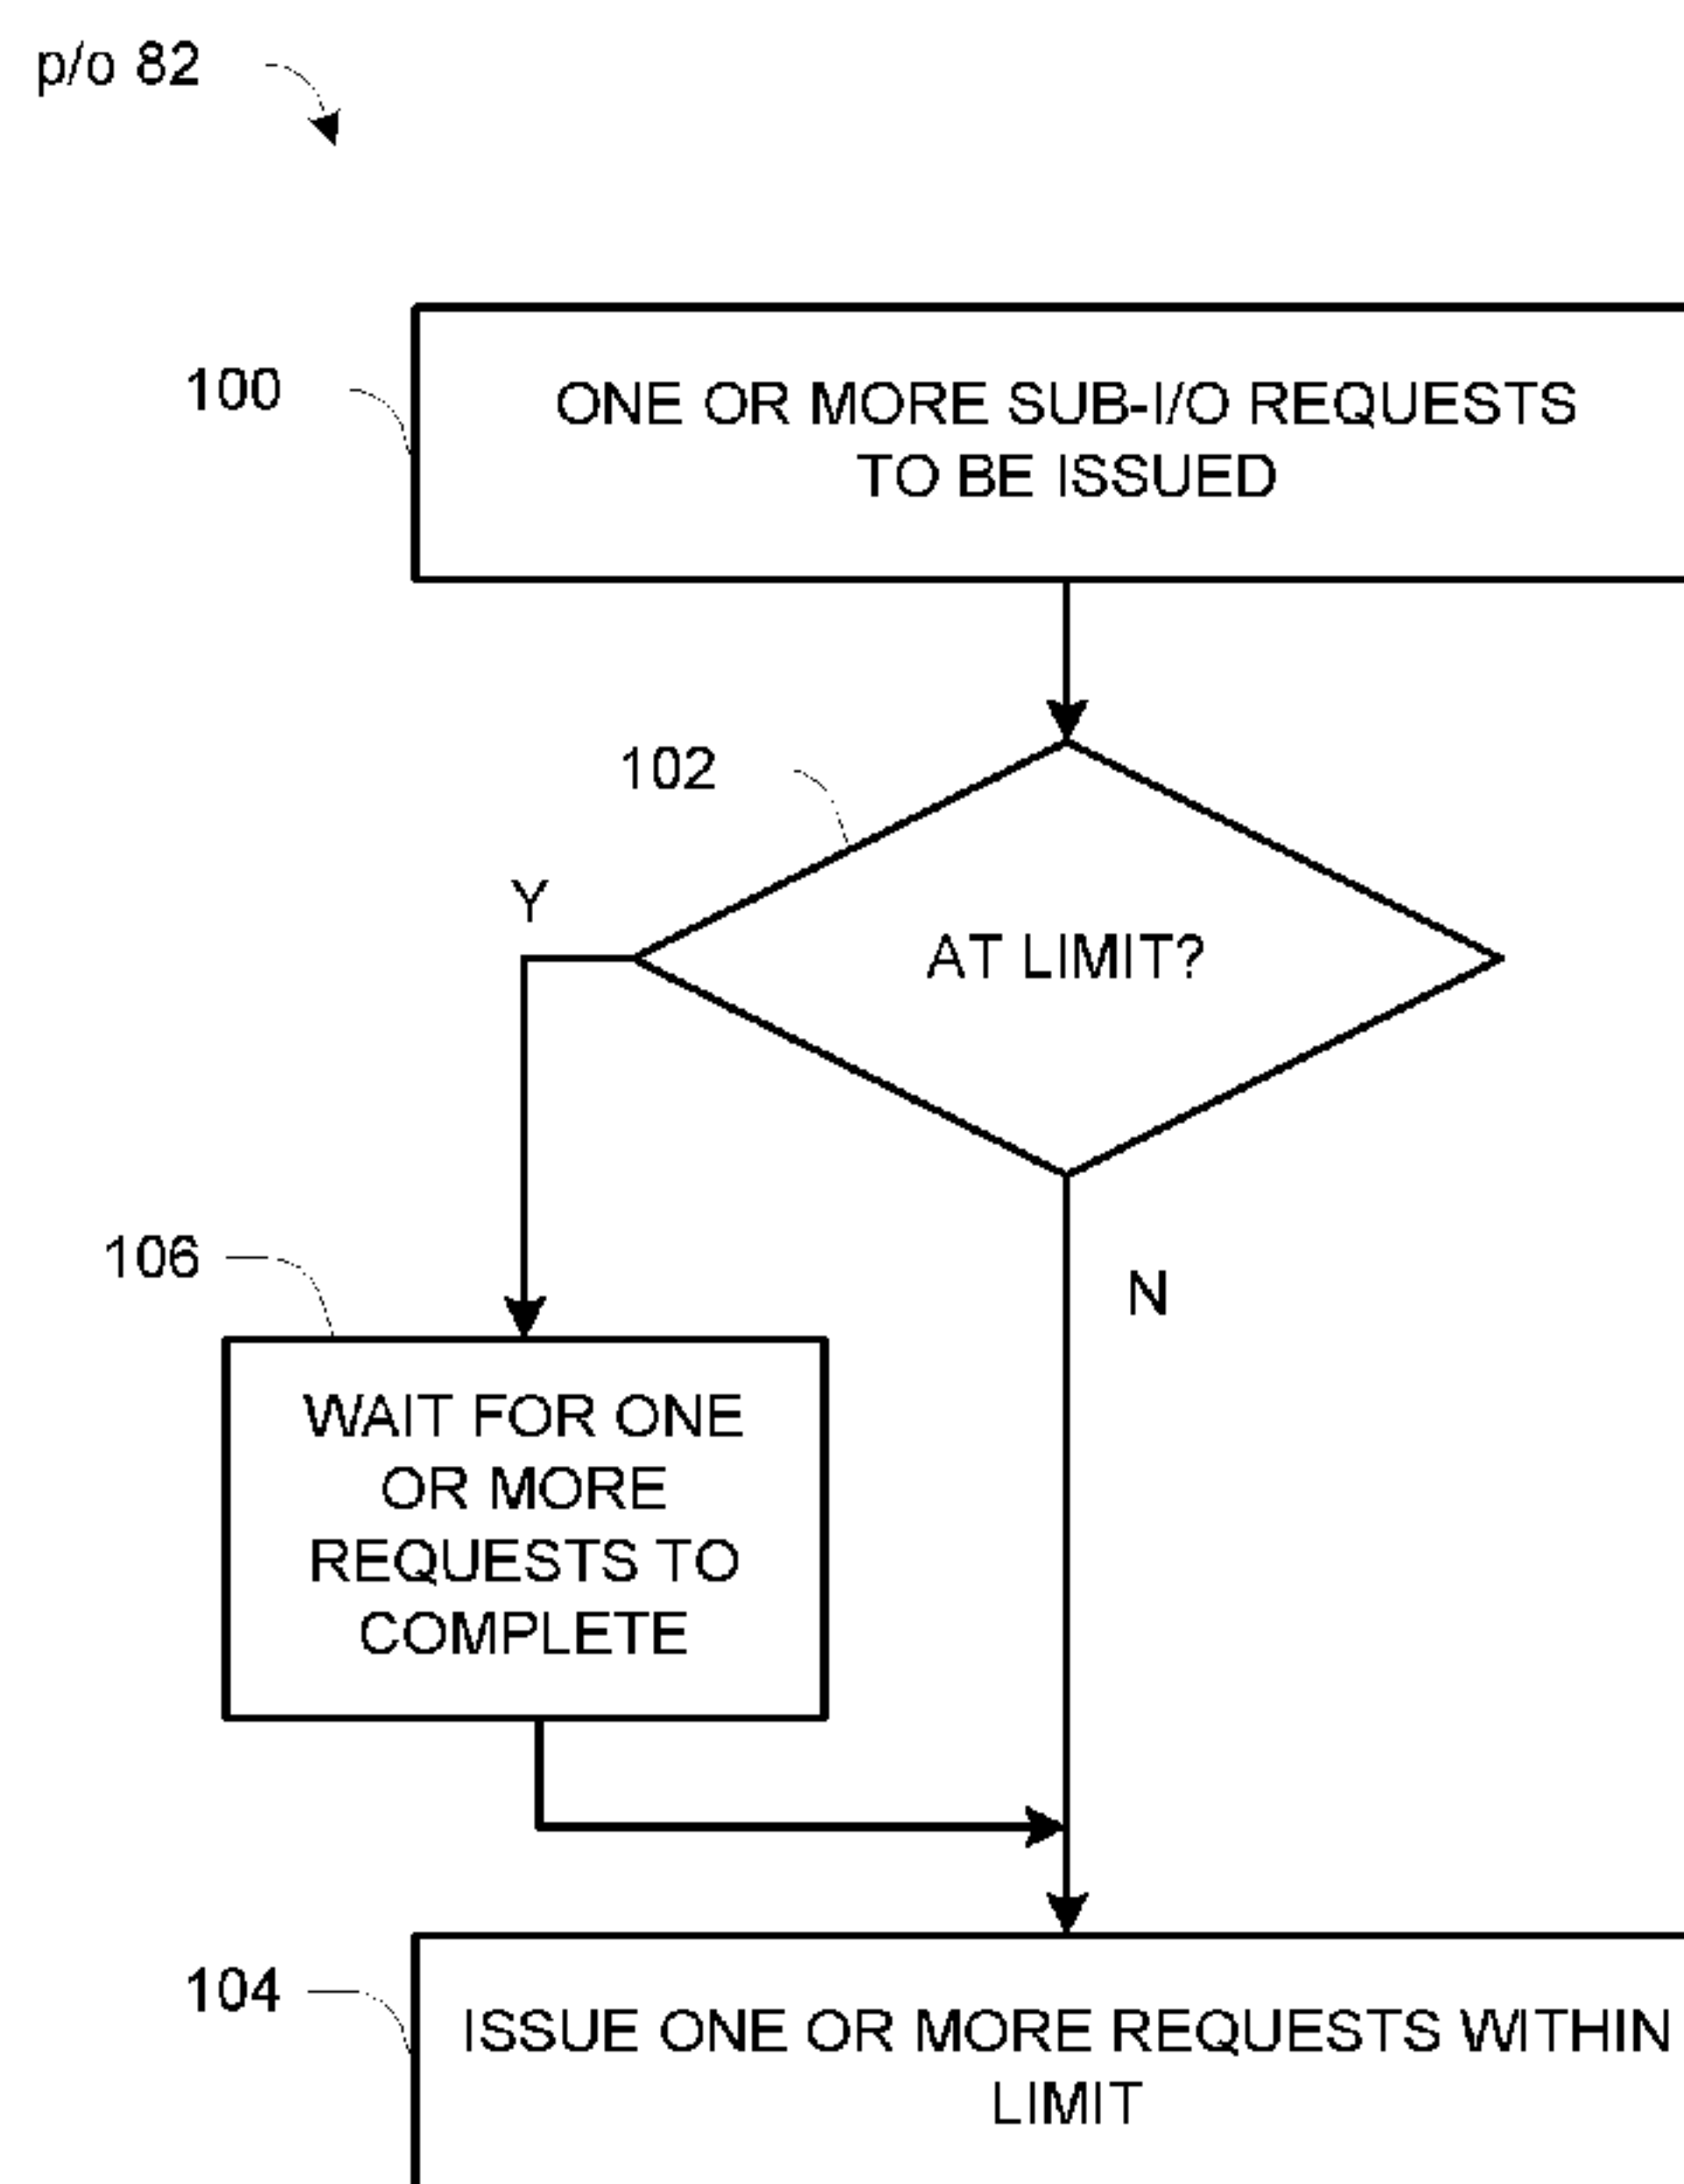 p/o 82
100
ONE OR MORE SUB-I/O REQUESTS
TO BE ISSUED
102
Y
AT LIMIT?
106
N
WAIT FOR ONE
OR MORE
REQUESTS TO
COMPLETE
104
ISSUE ONE OR MORE REQUESTS WITHIN
LIMIT